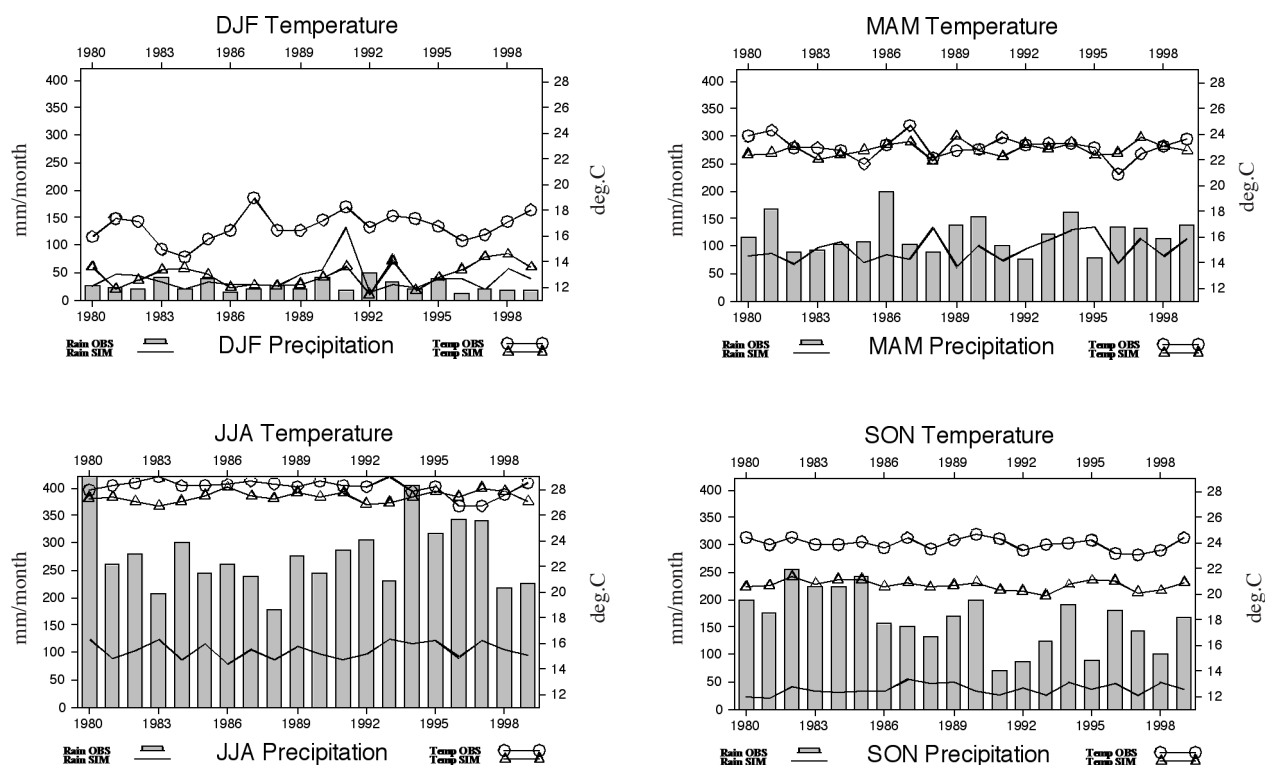 DJF Temperature
1980 1983 1986 1989 1992 1995 1998
400 350 300 250 200 150 100 50 0
mm/month
28 26 24 22 20 18 16 14 12
deg.C
1980 1983 1986 1989 1992 1995 1998
Rain OBS
Rain SIM
DJF Precipitation
Temp OBS
Temp SIM
MAM Temperature
1980 1983 1986 1989 1992 1995 1998
400 350 300 250 200 150 100 50 0
mm/month
28 26 24 22 20 18 16 14 12
deg.C
1980 1983 1986 1989 1992 1995 1998
Rain OBS
Rain SIM
MAM Precipitation
Temp OBS
Temp SIM
JJA Temperature
1980 1983 1986 1989 1992 1995 1998
400 350 300 250 200 150 100 50 0
mm/month
28 26 24 22 20 18 16 14 12
deg.C
1980 1983 1986 1989 1992 1995 1998
Rain OBS
Rain SIM
JJA Precipitation
Temp OBS
Temp SIM
SON Temperature
1980 1983 1986 1989 1992 1995 1998
400 350 300 250 200 150 100 50 0
mm/month
28 26 24 22 20 18 16 14 12
deg.C
1980 1983 1986 1989 1992 1995 1998
Rain OBS
Rain SIM
SON Precipitation
Temp OBS
Temp SIM